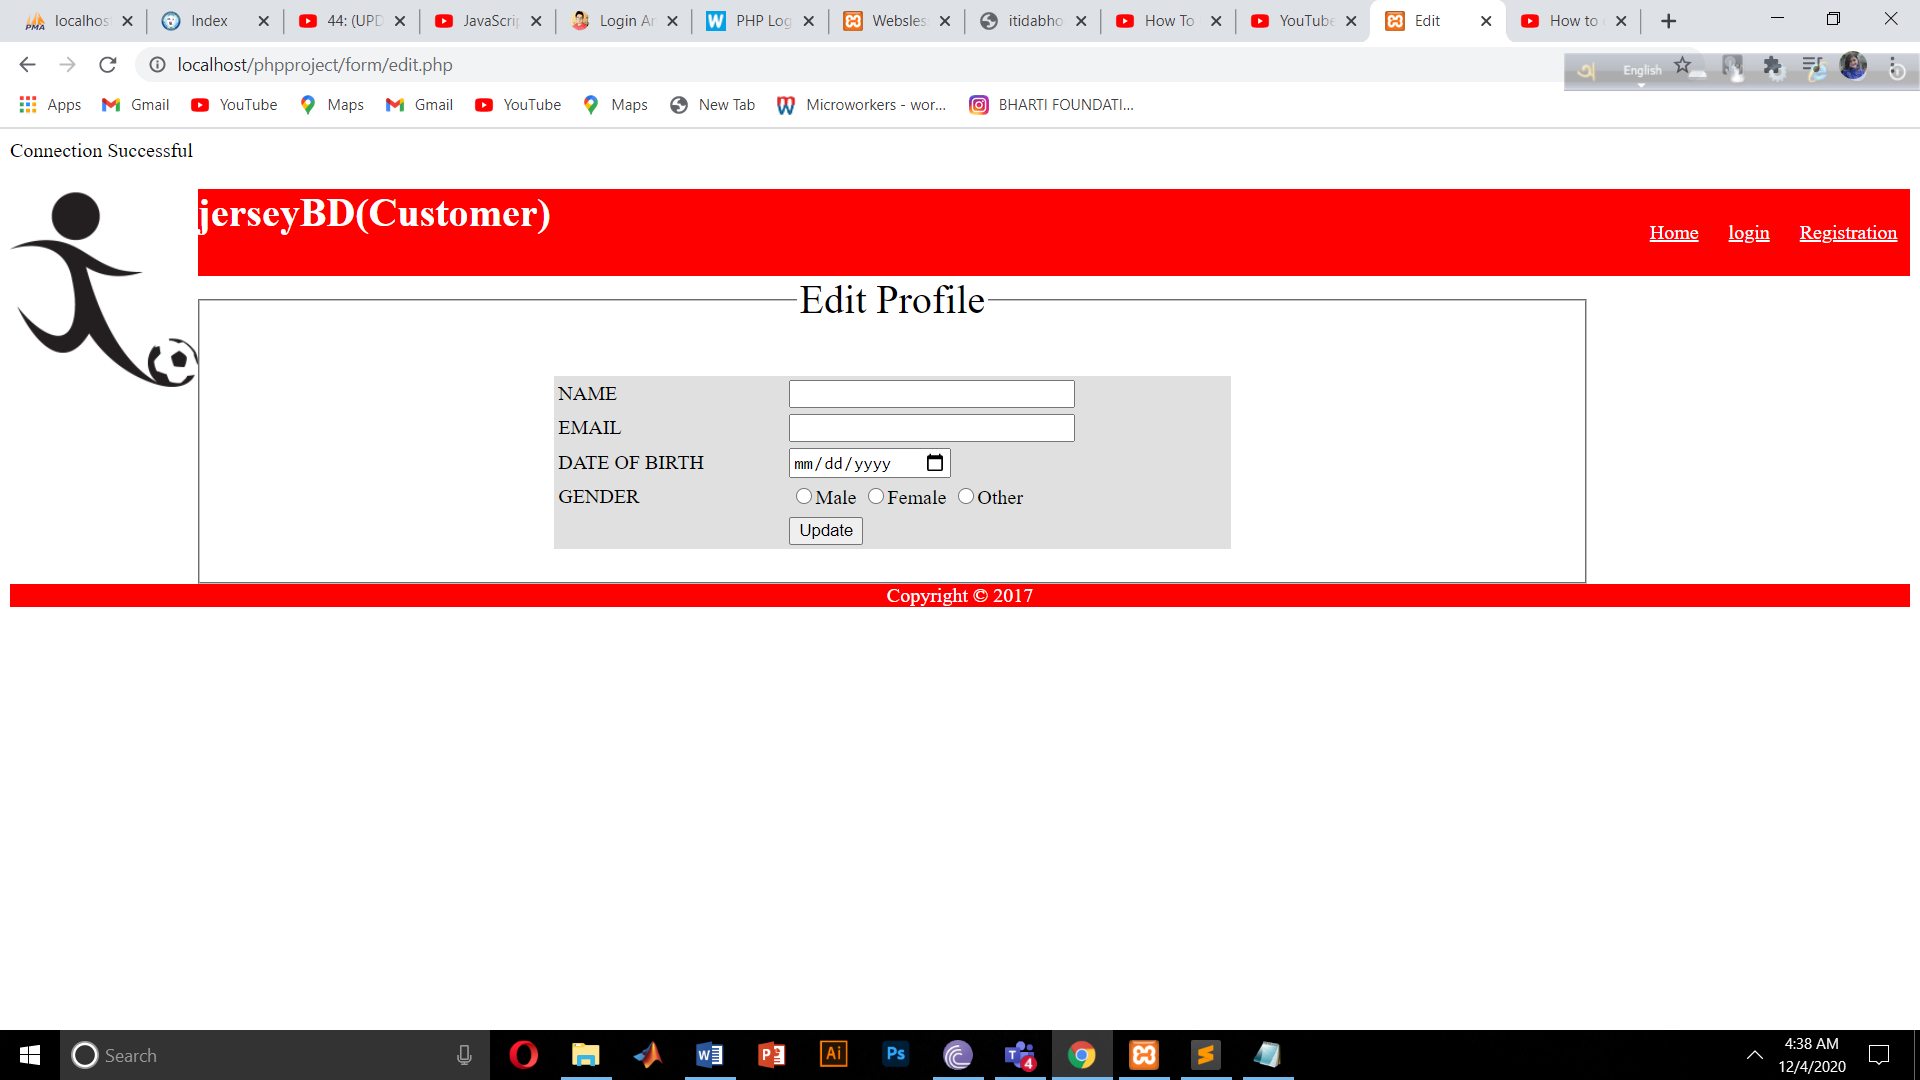 localhos Index 44: (UPD JavaScrip Login An PHP Log Websles itidabho How To YouTube Edit How to
localhost/phpproject/form/edit.php English
Apps Gmail YouTube Maps Gmail YouTube Maps New Tab Microworkers - wor... BHARTI FOUNDATI...
Connection Successful
jerseyBD(Customer)
Home login Registration
Edit Profile
NAME
EMAIL
DATE OF BIRTH mm/dd/yyyy
GENDER Male Female Other
Update
Copyright © 2017
Search
4:38 AM
12/4/2020